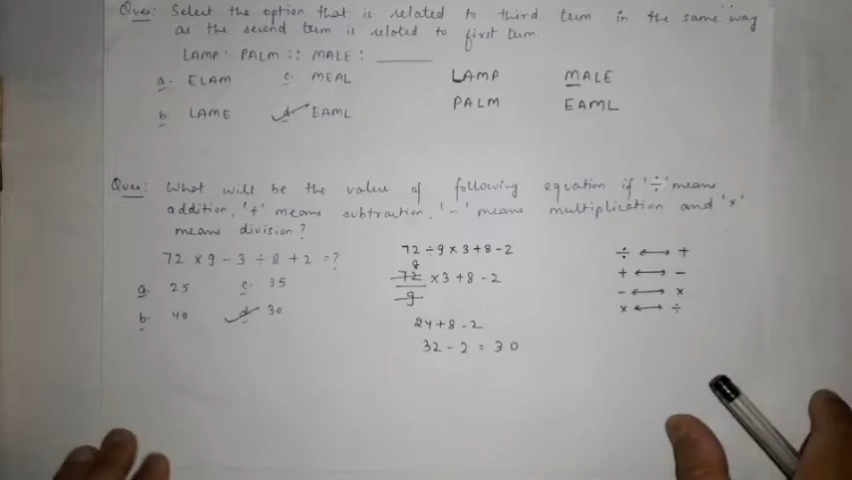 Ques: Select the option that is related to third term in the same way
as the second term is related to first term.
LAMP : PALM :: MALE : ______
a. ELAM c. MEAL
b. LAME d. EAML
LAMP MALE
PALM EAML
Ques: What will be the value of following equation if '÷' means
addition, '+' means subtraction, '-' means multiplication and 'x'
means division?
72 x 9 - 3 ÷ 8 + 2 = ?
a. 25 c. 35
b. 40 d. 30
72 ÷ 9 x 3 + 8 - 2
8
72 x 3 + 8 - 2
9
24 + 8 - 2
32 - 2 = 30
÷ ↔ +
+ ↔ -
- ↔ x
x ↔ ÷